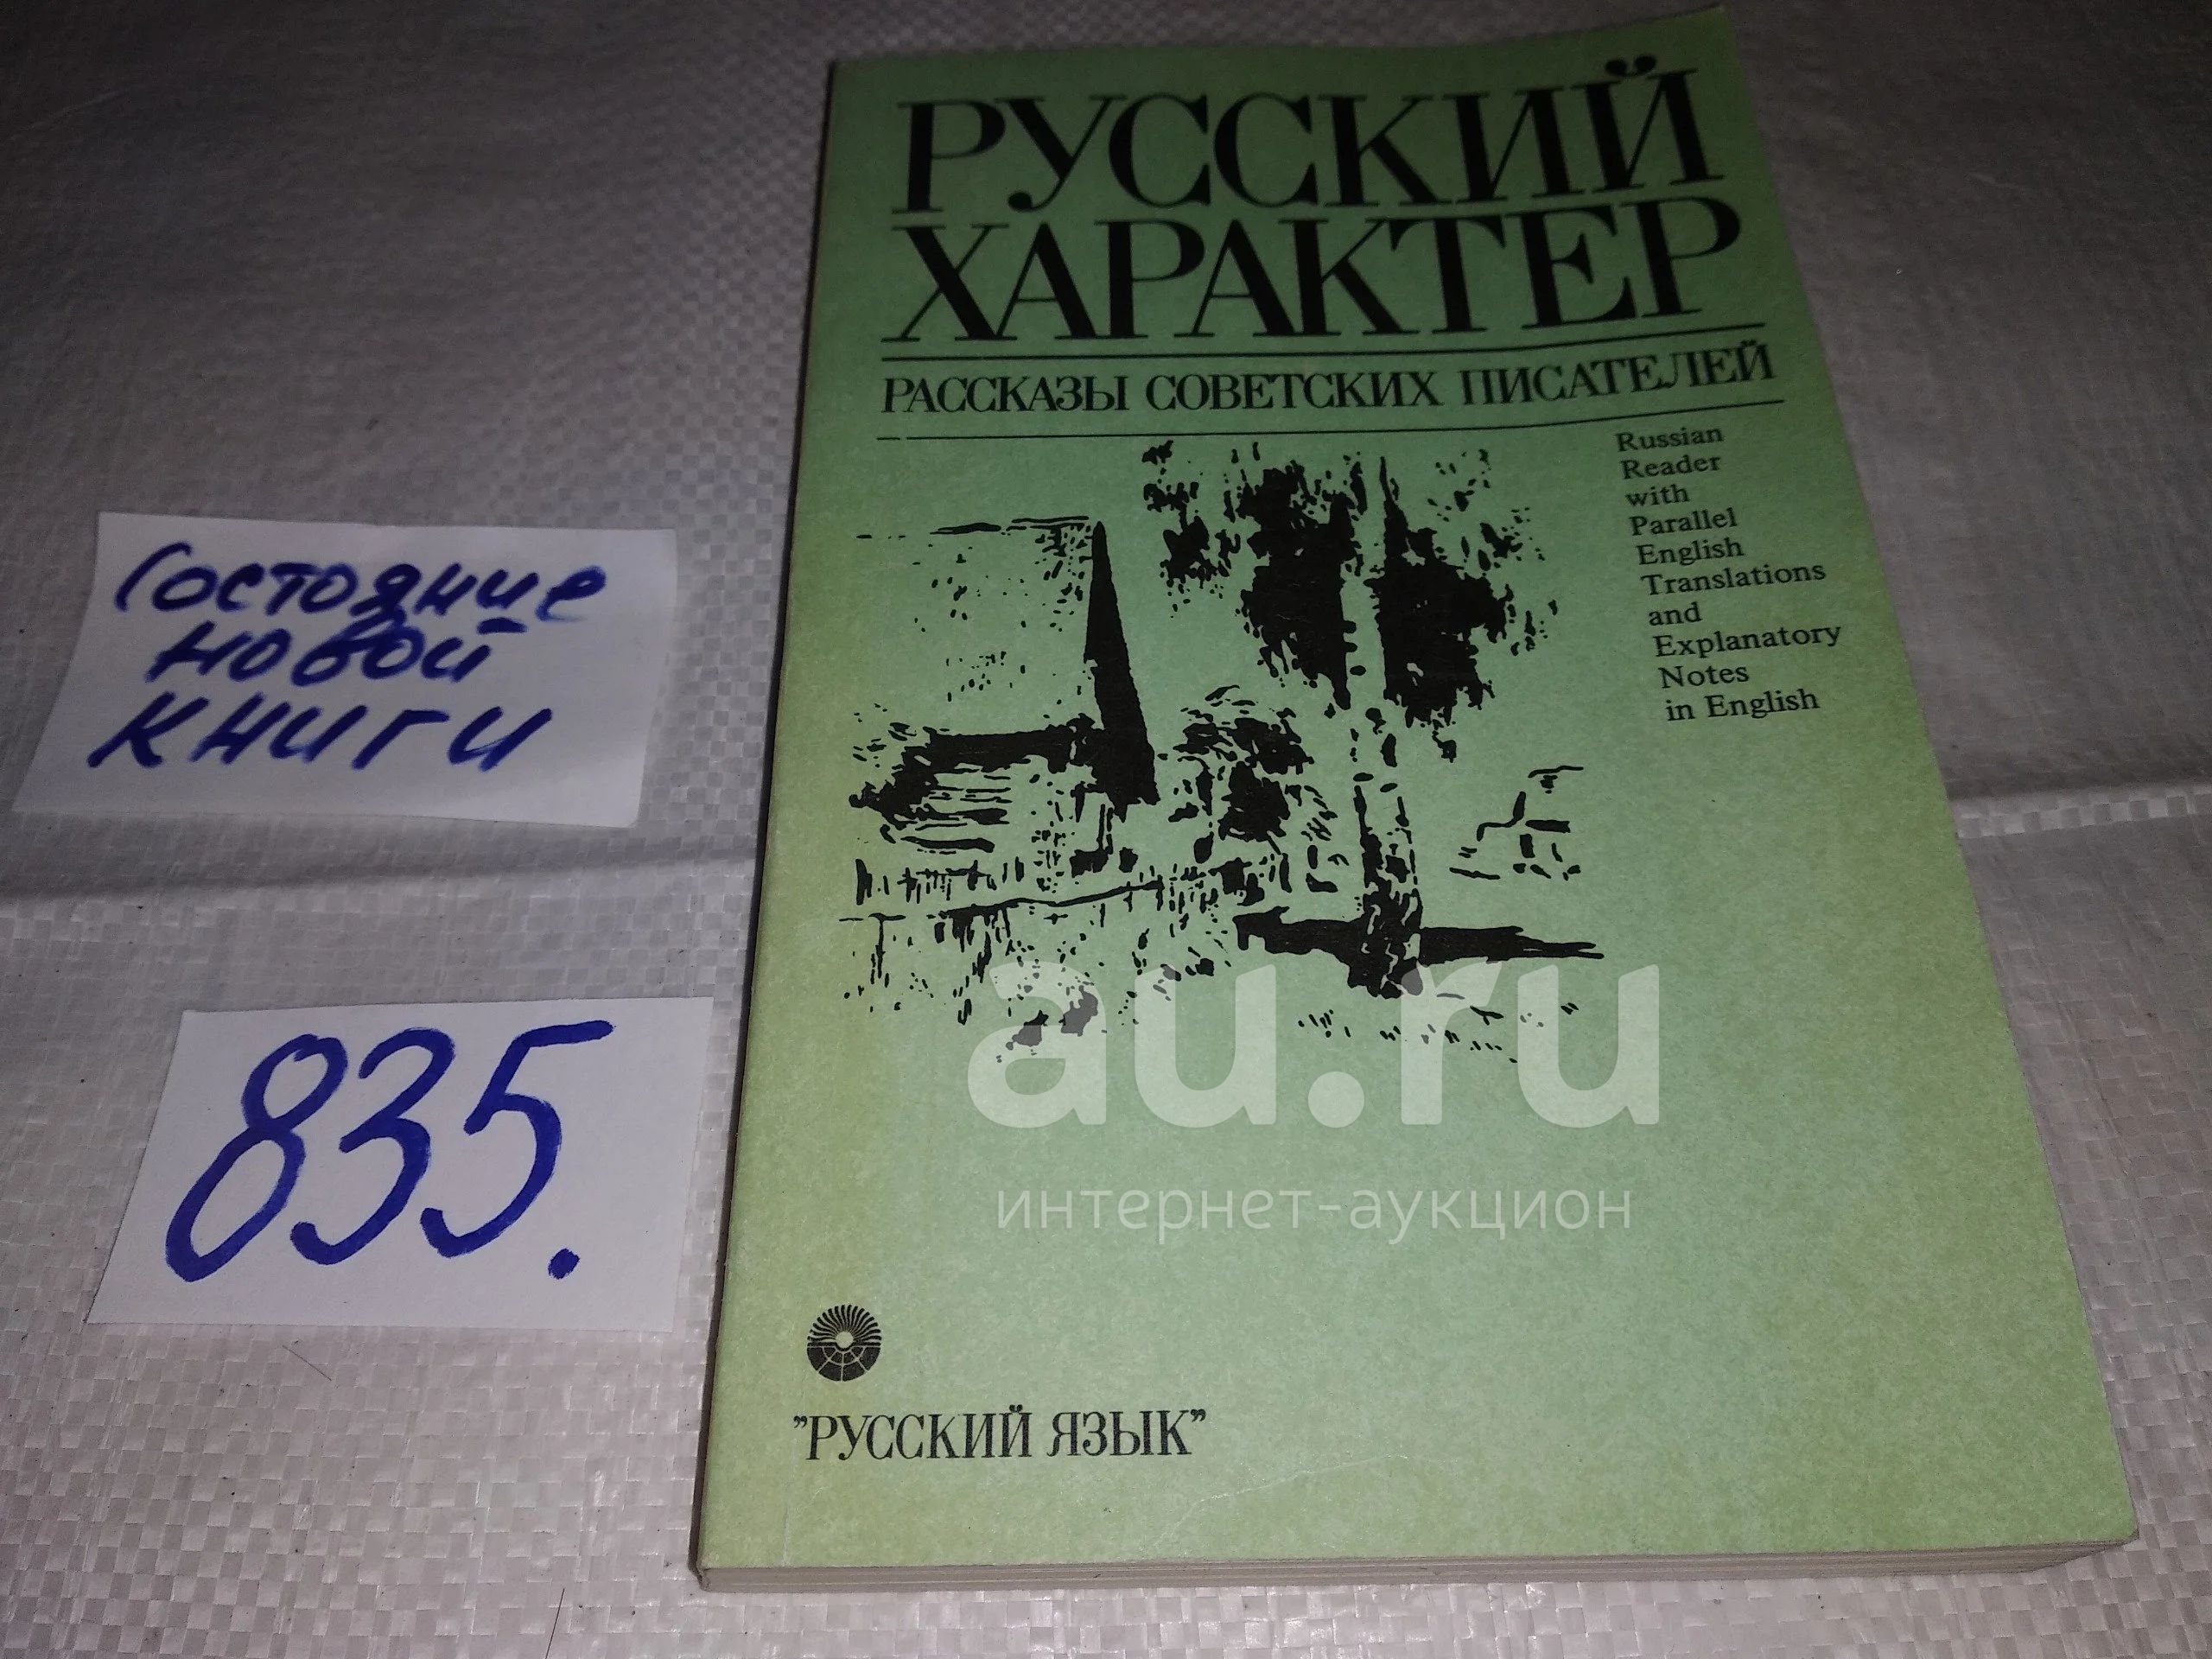 РУССКИЙ
ХАРАКТЕР
РАССКАЗЫ СОВЕТСКИХ ПИСАТЕЛЕЙ
Russian
Reader
with
Parallel
English
Translations
and
Explanatory
Notes
in English
Состояние
новой
книги
835.
au.ru
интернет-аукцион
"РУССКИЙ ЯЗЫК"